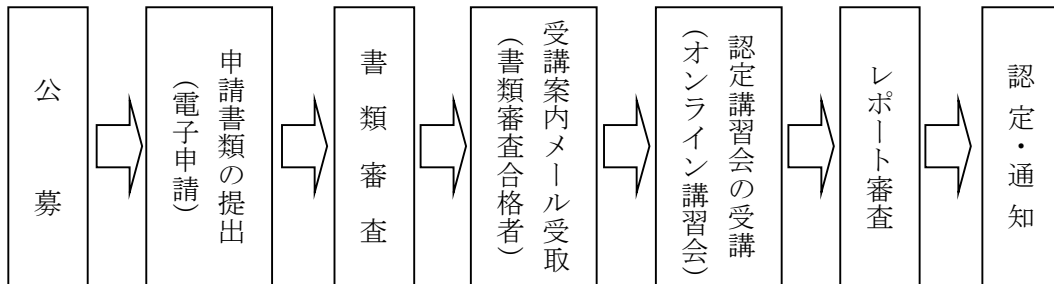 公募
申請書類の提出
(電子申請)
書類審査
受講案内メール受取
(書類審査合格者)
認定講習会の受講
(オンライン講習会)
レポート審査
認定・通知